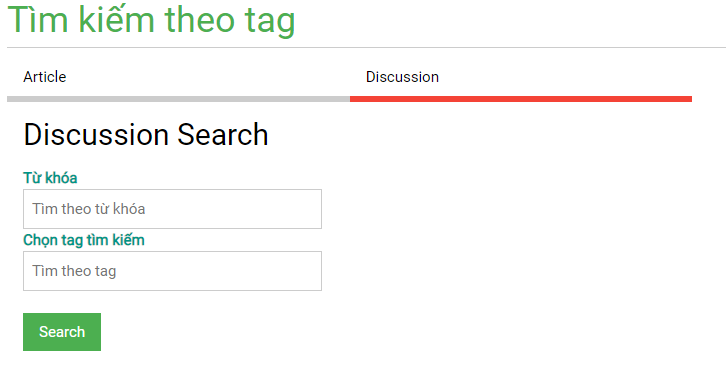 Tìm kiếm theo tag
Article Discussion
Discussion Search
Từ khóa
Tìm theo từ khóa
Chọn tag tìm kiếm
Tìm theo tag
Search